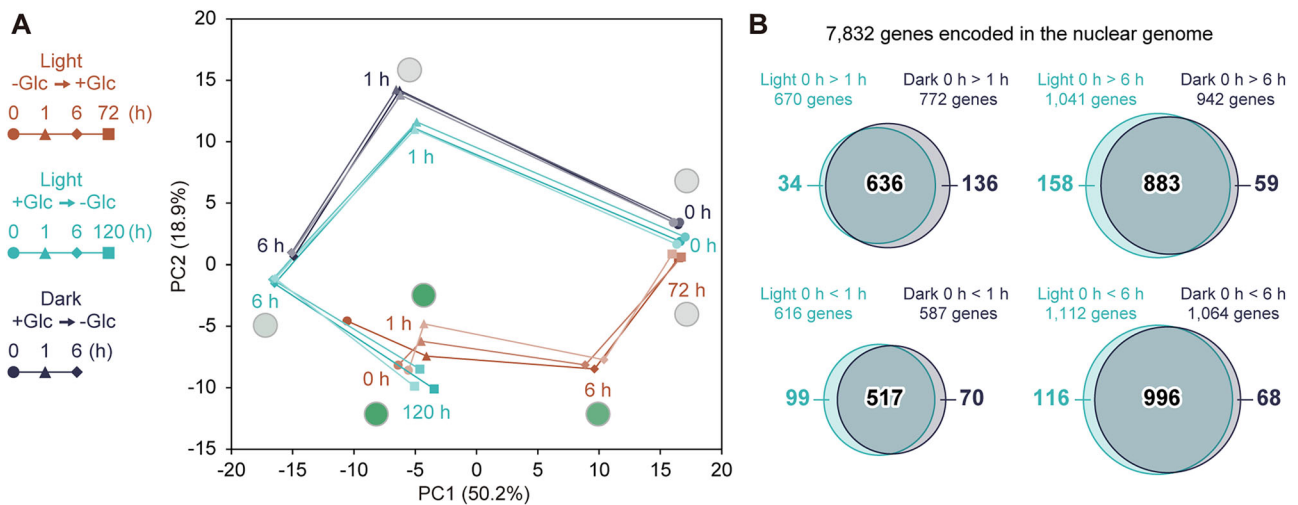 A
Light
-Glc → +Glc
0 1 6 72 (h)
Light
+Glc → -Glc
0 1 6 120 (h)
Dark
+Glc → -Glc
0 1 6 (h)
PC2 (18.9%)
20
15
10
5
0
-5
-10
-15
-20 -15 -10 -5 0 5 10 15 20
PC1 (50.2%)
1 h
1 h
0 h
0 h
6 h
6 h
72 h
1 h
0 h
6 h
120 h
B
7,832 genes encoded in the nuclear genome
Light 0 h > 1 h
670 genes
Dark 0 h > 1 h
772 genes
34 636 136
Light 0 h > 6 h
1,041 genes
Dark 0 h > 6 h
942 genes
158 883 59
Light 0 h < 1 h
616 genes
Dark 0 h < 1 h
587 genes
99 517 70
Light 0 h < 6 h
1,112 genes
Dark 0 h < 6 h
1,064 genes
116 996 68